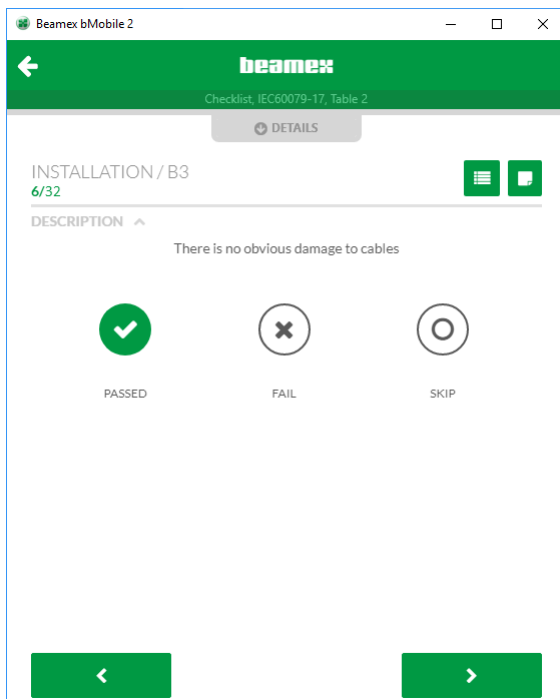 Beamex bMobile 2
beamex
Checklist, IEC60079-17, Table 2
DETAILS
INSTALLATION / B3
6/32
DESCRIPTION
There is no obvious damage to cables
PASSED
FAIL
SKIP